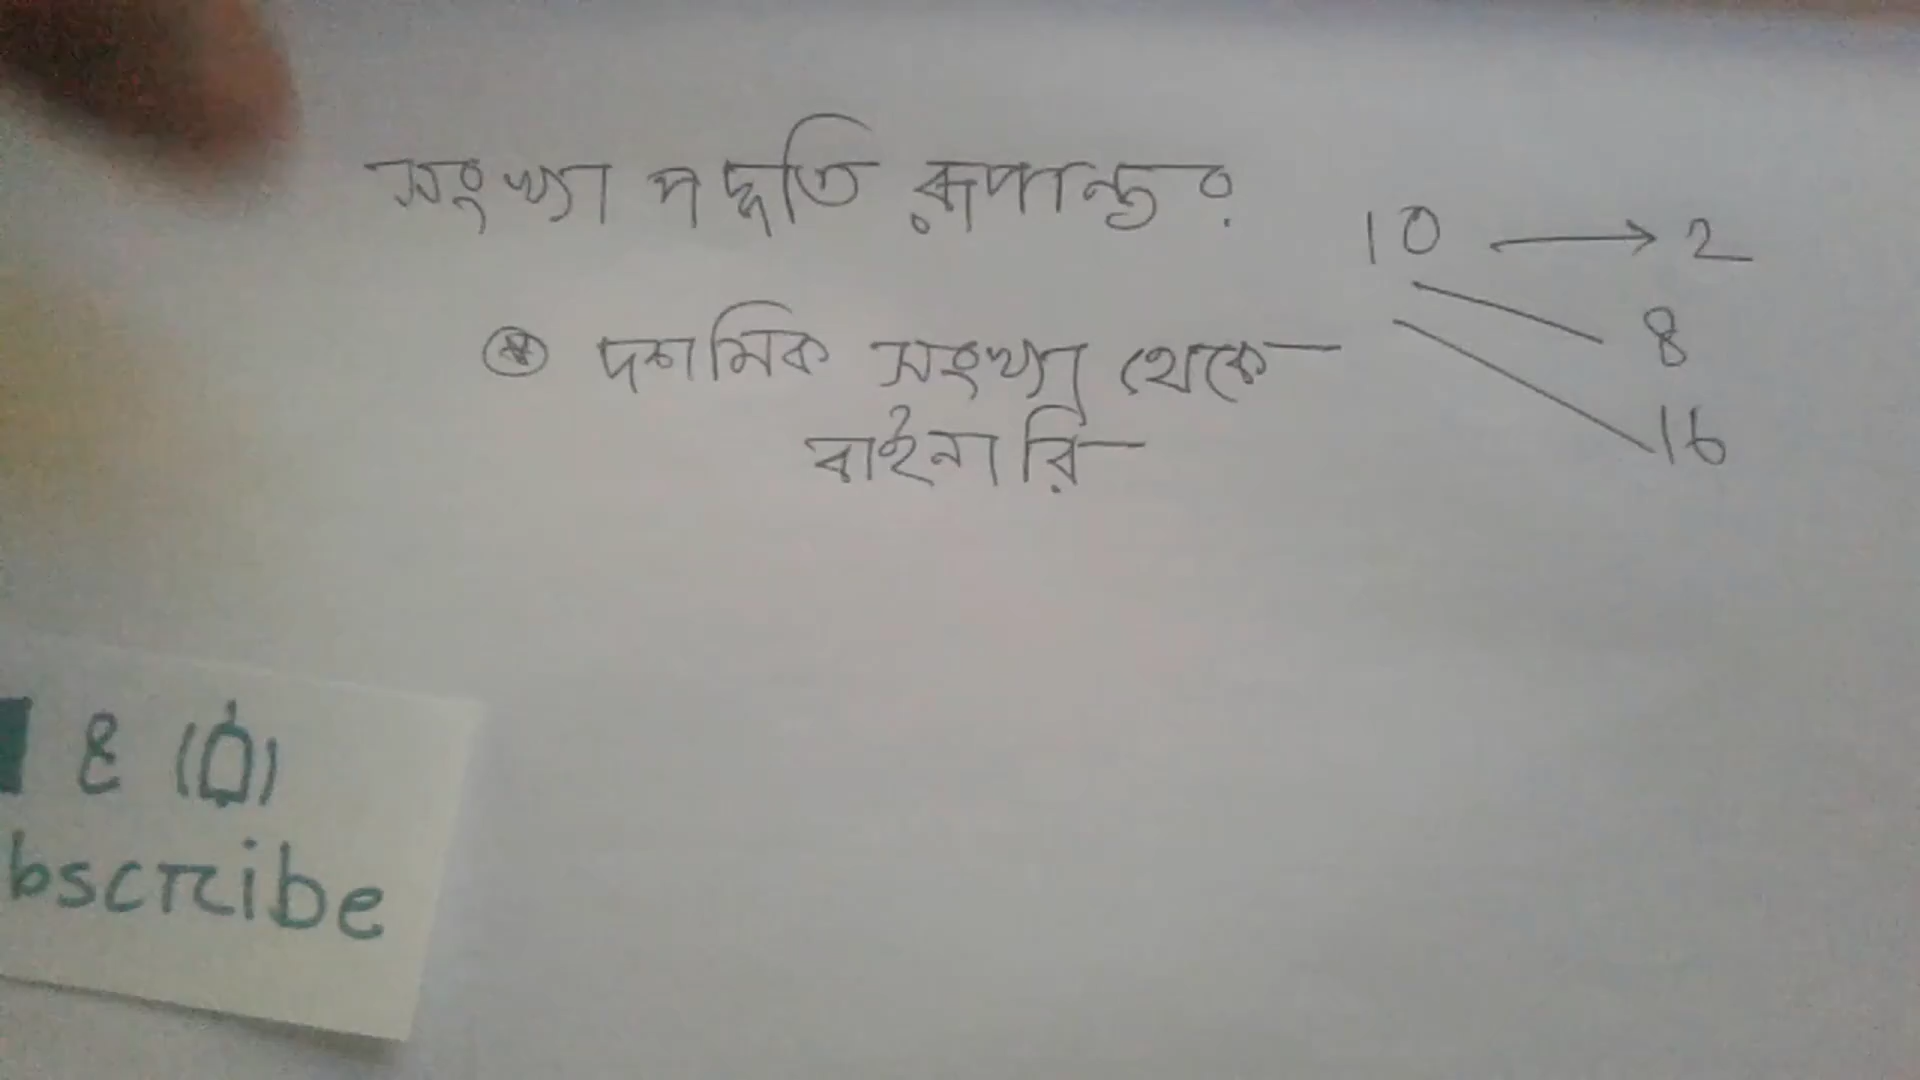 সংখ্যা পদ্ধতি রূপান্তর
10 → 2
8
16
⊛ দশমিক সংখ্যা থেকে
বাইনারি
& (🔔)
bscribe